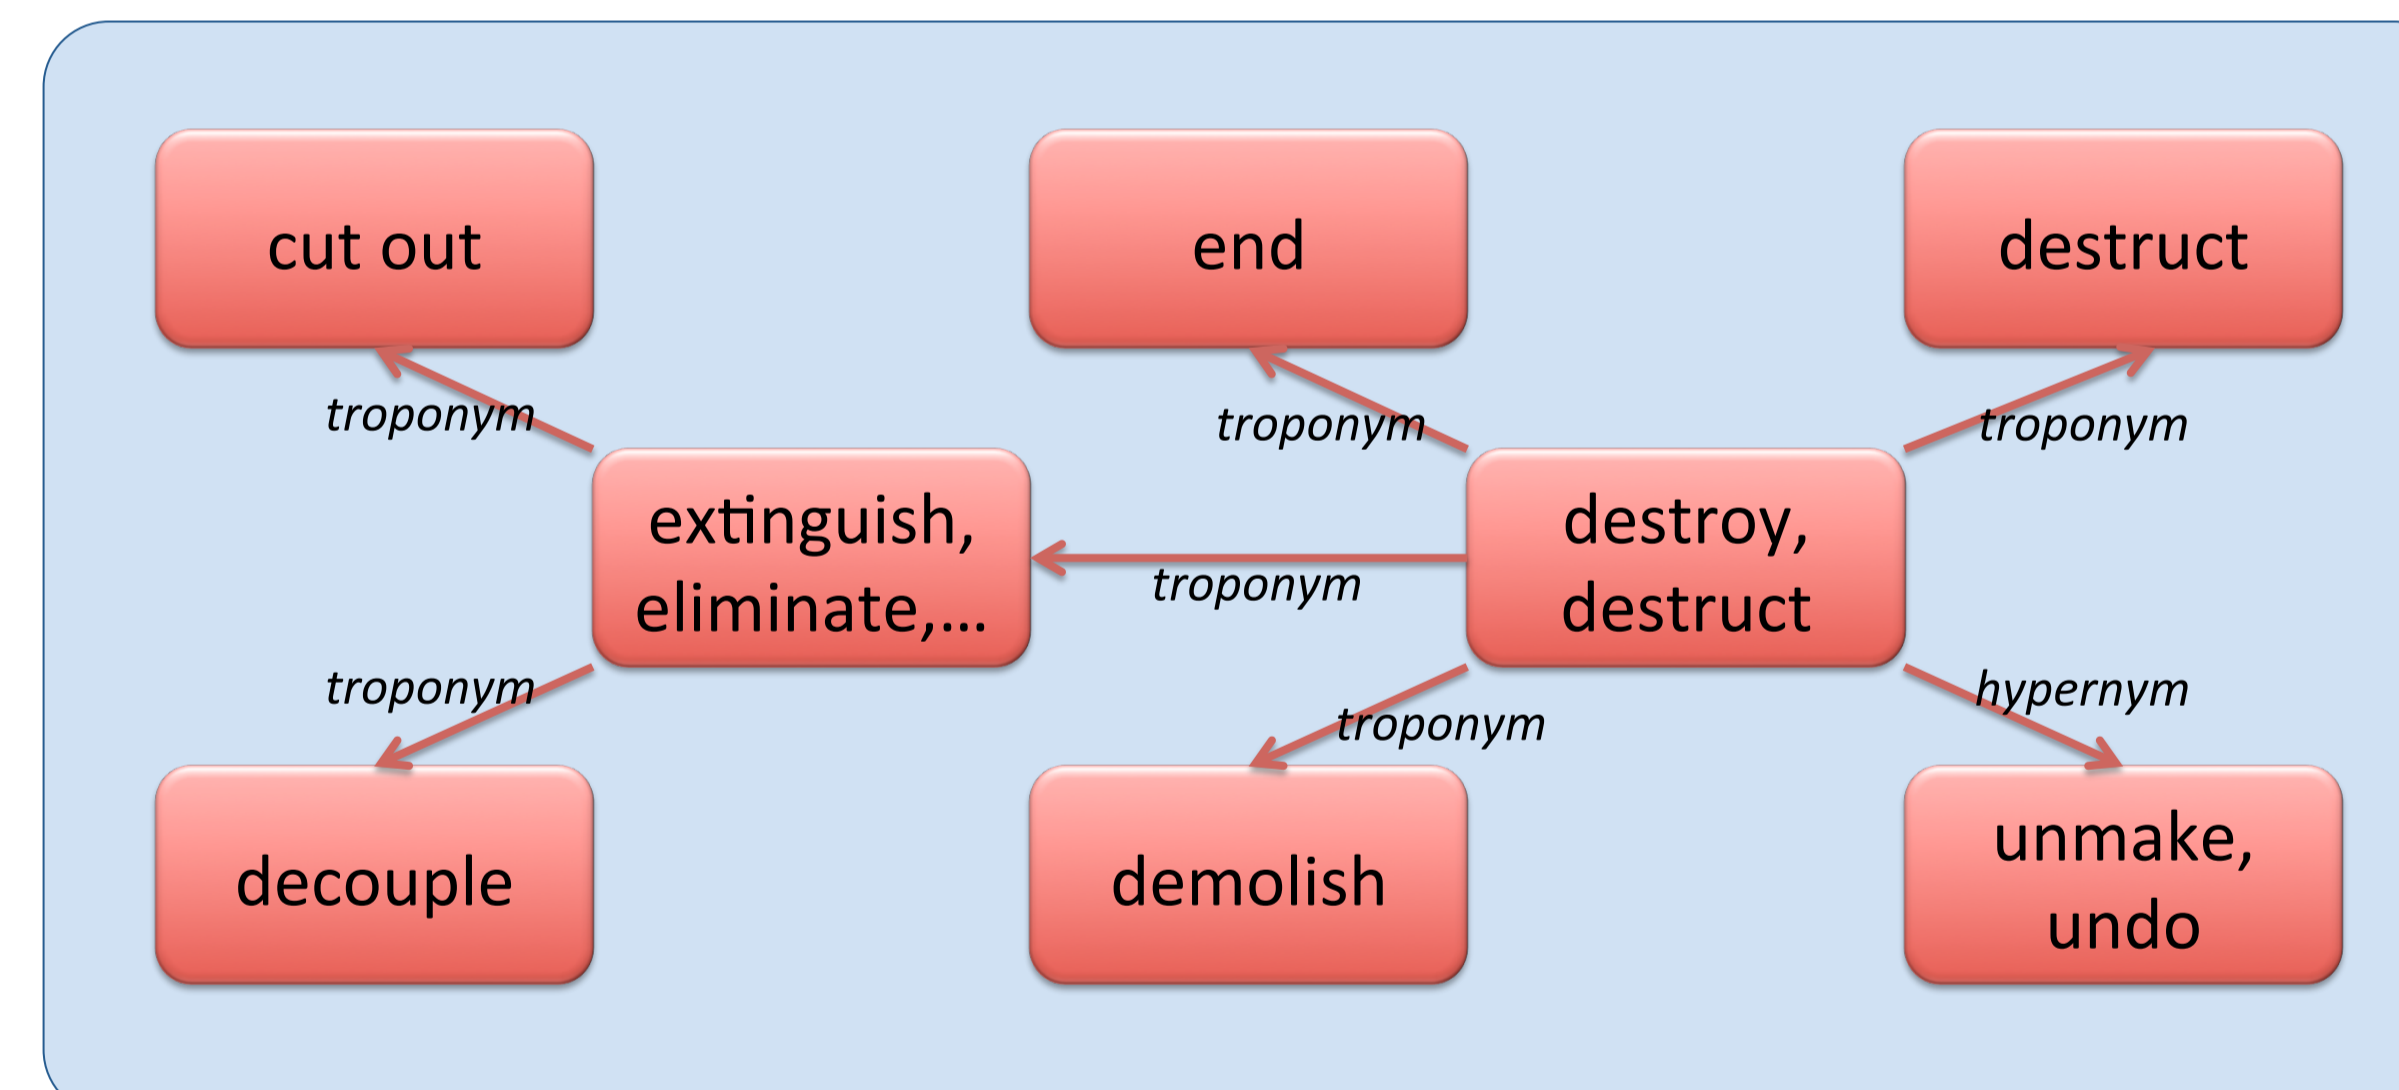 cut out
end
destruct
troponym
troponym
troponym
extinguish,
eliminate,...
troponym
destroy,
destruct
troponym
troponym
hypernym
decouple
demolish
unmake,
undo